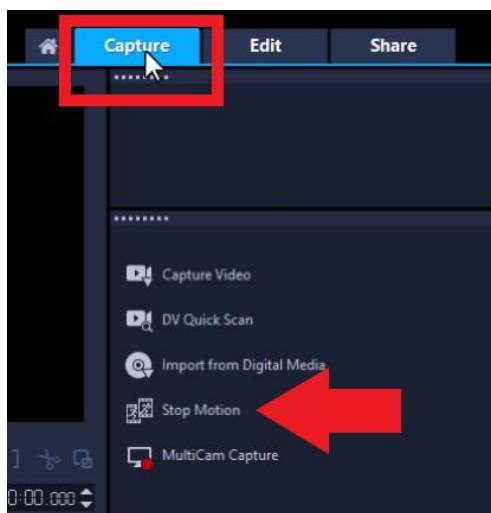 Capture Edit Share
Capture Video
DV Quick Scan
Import from Digital Media
Stop Motion
MultiCam Capture
0:00.000